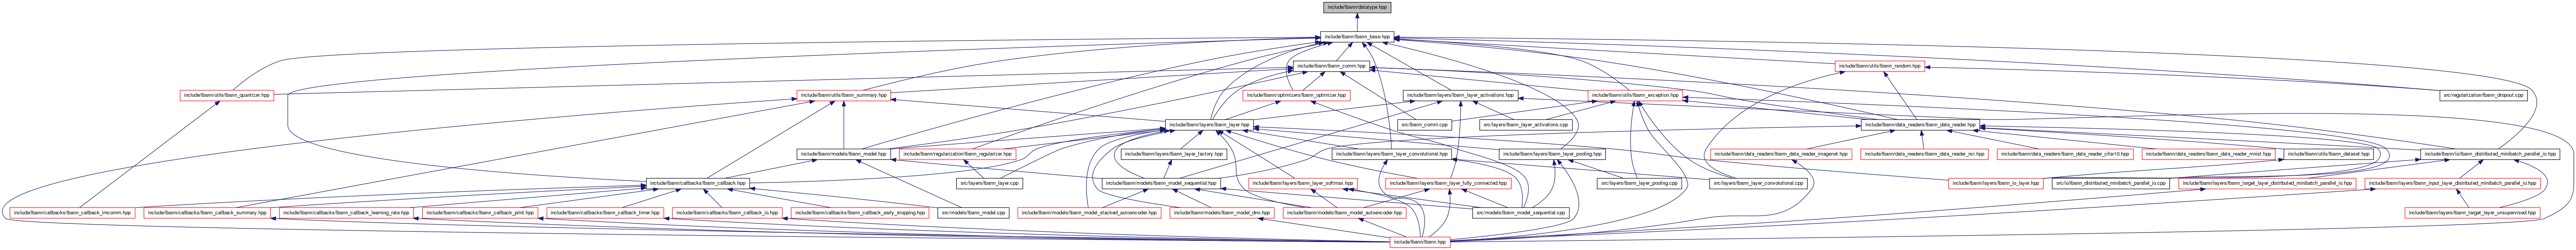 include/lbann/datatype.hpp
include/lbann/lbann_base.hpp
include/lbann/lbann_comm.hpp
include/lbann/utils/lbann_random.hpp
include/lbann/utils/lbann_quantizer.hpp
include/lbann/utils/lbann_summary.hpp
include/lbann/optimizers/lbann_optimizer.hpp
include/lbann/layers/lbann_layer_activations.hpp
include/lbann/utils/lbann_exception.hpp
src/regularization/lbann_dropout.cpp
include/lbann/layers/lbann_layer.hpp
src/lbann_comm.cpp
src/layers/lbann_layer_activations.cpp
include/lbann/data_readers/lbann_data_reader.hpp
include/lbann/models/lbann_model.hpp
include/lbann/regularization/lbann_regularizer.hpp
include/lbann/layers/lbann_layer_factory.hpp
include/lbann/layers/lbann_layer_convolutional.hpp
include/lbann/layers/lbann_layer_pooling.hpp
include/lbann/data_readers/lbann_data_reader_imagenet.hpp
include/lbann/data_readers/lbann_data_reader_nci.hpp
include/lbann/data_readers/lbann_data_reader_cifar10.hpp
include/lbann/data_readers/lbann_data_reader_mnist.hpp
include/lbann/utils/lbann_dataset.hpp
include/lbann/io/lbann_distributed_minibatch_parallel_io.hpp
include/lbann/callbacks/lbann_callback.hpp
src/layers/lbann_layer.cpp
include/lbann/models/lbann_model_sequential.hpp
include/lbann/layers/lbann_layer_softmax.hpp
include/lbann/layers/lbann_layer_fully_connected.hpp
src/layers/lbann_layer_pooling.cpp
src/layers/lbann_layer_convolutional.cpp
include/lbann/layers/lbann_io_layer.hpp
src/io/lbann_distributed_minibatch_parallel_io.cpp
include/lbann/layers/lbann_target_layer_distributed_minibatch_parallel_io.hpp
include/lbann/layers/lbann_input_layer_distributed_minibatch_parallel_io.hpp
include/lbann/callbacks/lbann_callback_imcomm.hpp
include/lbann/callbacks/lbann_callback_summary.hpp
include/lbann/callbacks/lbann_callback_learning_rate.hpp
include/lbann/callbacks/lbann_callback_print.hpp
include/lbann/callbacks/lbann_callback_timer.hpp
include/lbann/callbacks/lbann_callback_io.hpp
include/lbann/callbacks/lbann_callback_early_stopping.hpp
src/models/lbann_model.cpp
include/lbann/models/lbann_model_stacked_autoencoder.hpp
include/lbann/models/lbann_model_dnn.hpp
include/lbann/models/lbann_model_autoencoder.hpp
src/models/lbann_model_sequential.cpp
include/lbann/layers/lbann_target_layer_unsupervised.hpp
include/lbann/lbann.hpp